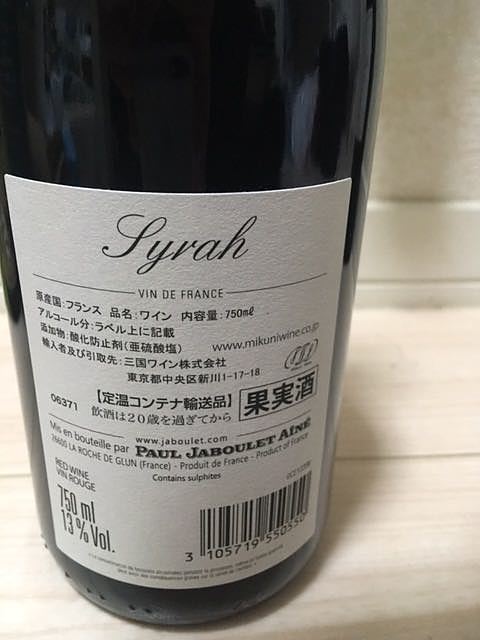 Syrah
VIN DE FRANCE
原産国:フランス 品名:ワイン 内容量:750mℓ
アルコール分:ラベル上に記載
添加物:酸化防止剤(亜硫酸塩)
www.mikuniwine.co.jp
輸入者及び引取先:三国ワイン株式会社
東京都中央区新川1-17-18
06371
【定温コンテナ輸送品】
飲酒は20歳を過ぎてから
果実酒
www.jaboulet.com
Mis en bouteille par PAUL JABOULET AÎNÉ
26600 LA ROCHE DE GLUN (France) - Produit de France - Product of France
Contains sulphites
RED WINE
VIN ROUGE
750 ml
13 % Vol.
3 105719 550550